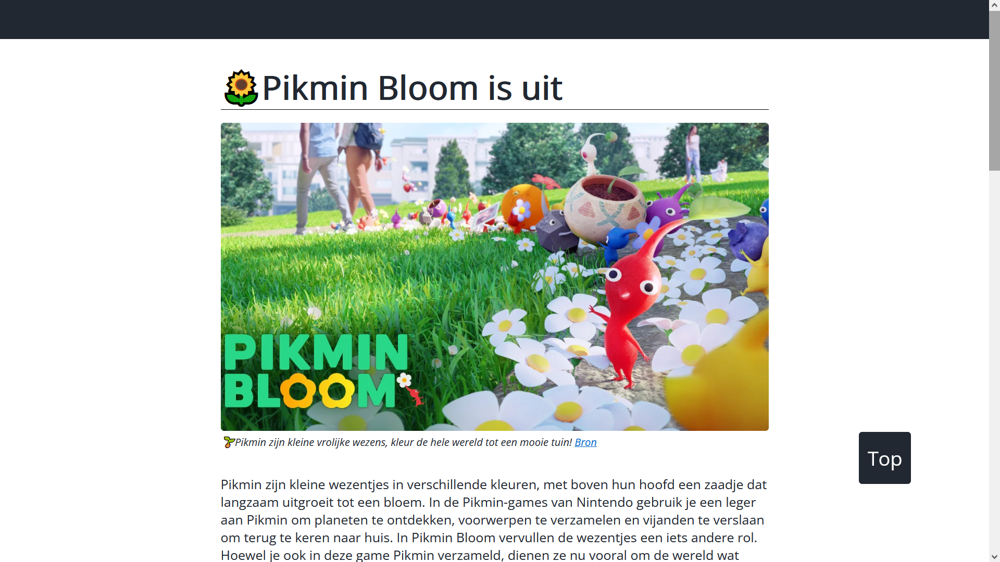 Pikmin Bloom is uit
PIKMIN™
BLOOM
Pikmin zijn kleine vrolijke wezens, kleur de hele wereld tot een mooie tuin! Bron
Top
Pikmin zijn kleine wezentjes in verschillende kleuren, met boven hun hoofd een zaadje dat
langzaam uitgroeit tot een bloem. In de Pikmin-games van Nintendo gebruik je een leger
aan Pikmin om planeten te ontdekken, voorwerpen te verzamelen en vijanden te verslaan
om terug te keren naar huis. In Pikmin Bloom vervullen de wezentjes een iets andere rol.
Hoewel je ook in deze game Pikmin verzameld, dienen ze nu vooral om de wereld wat